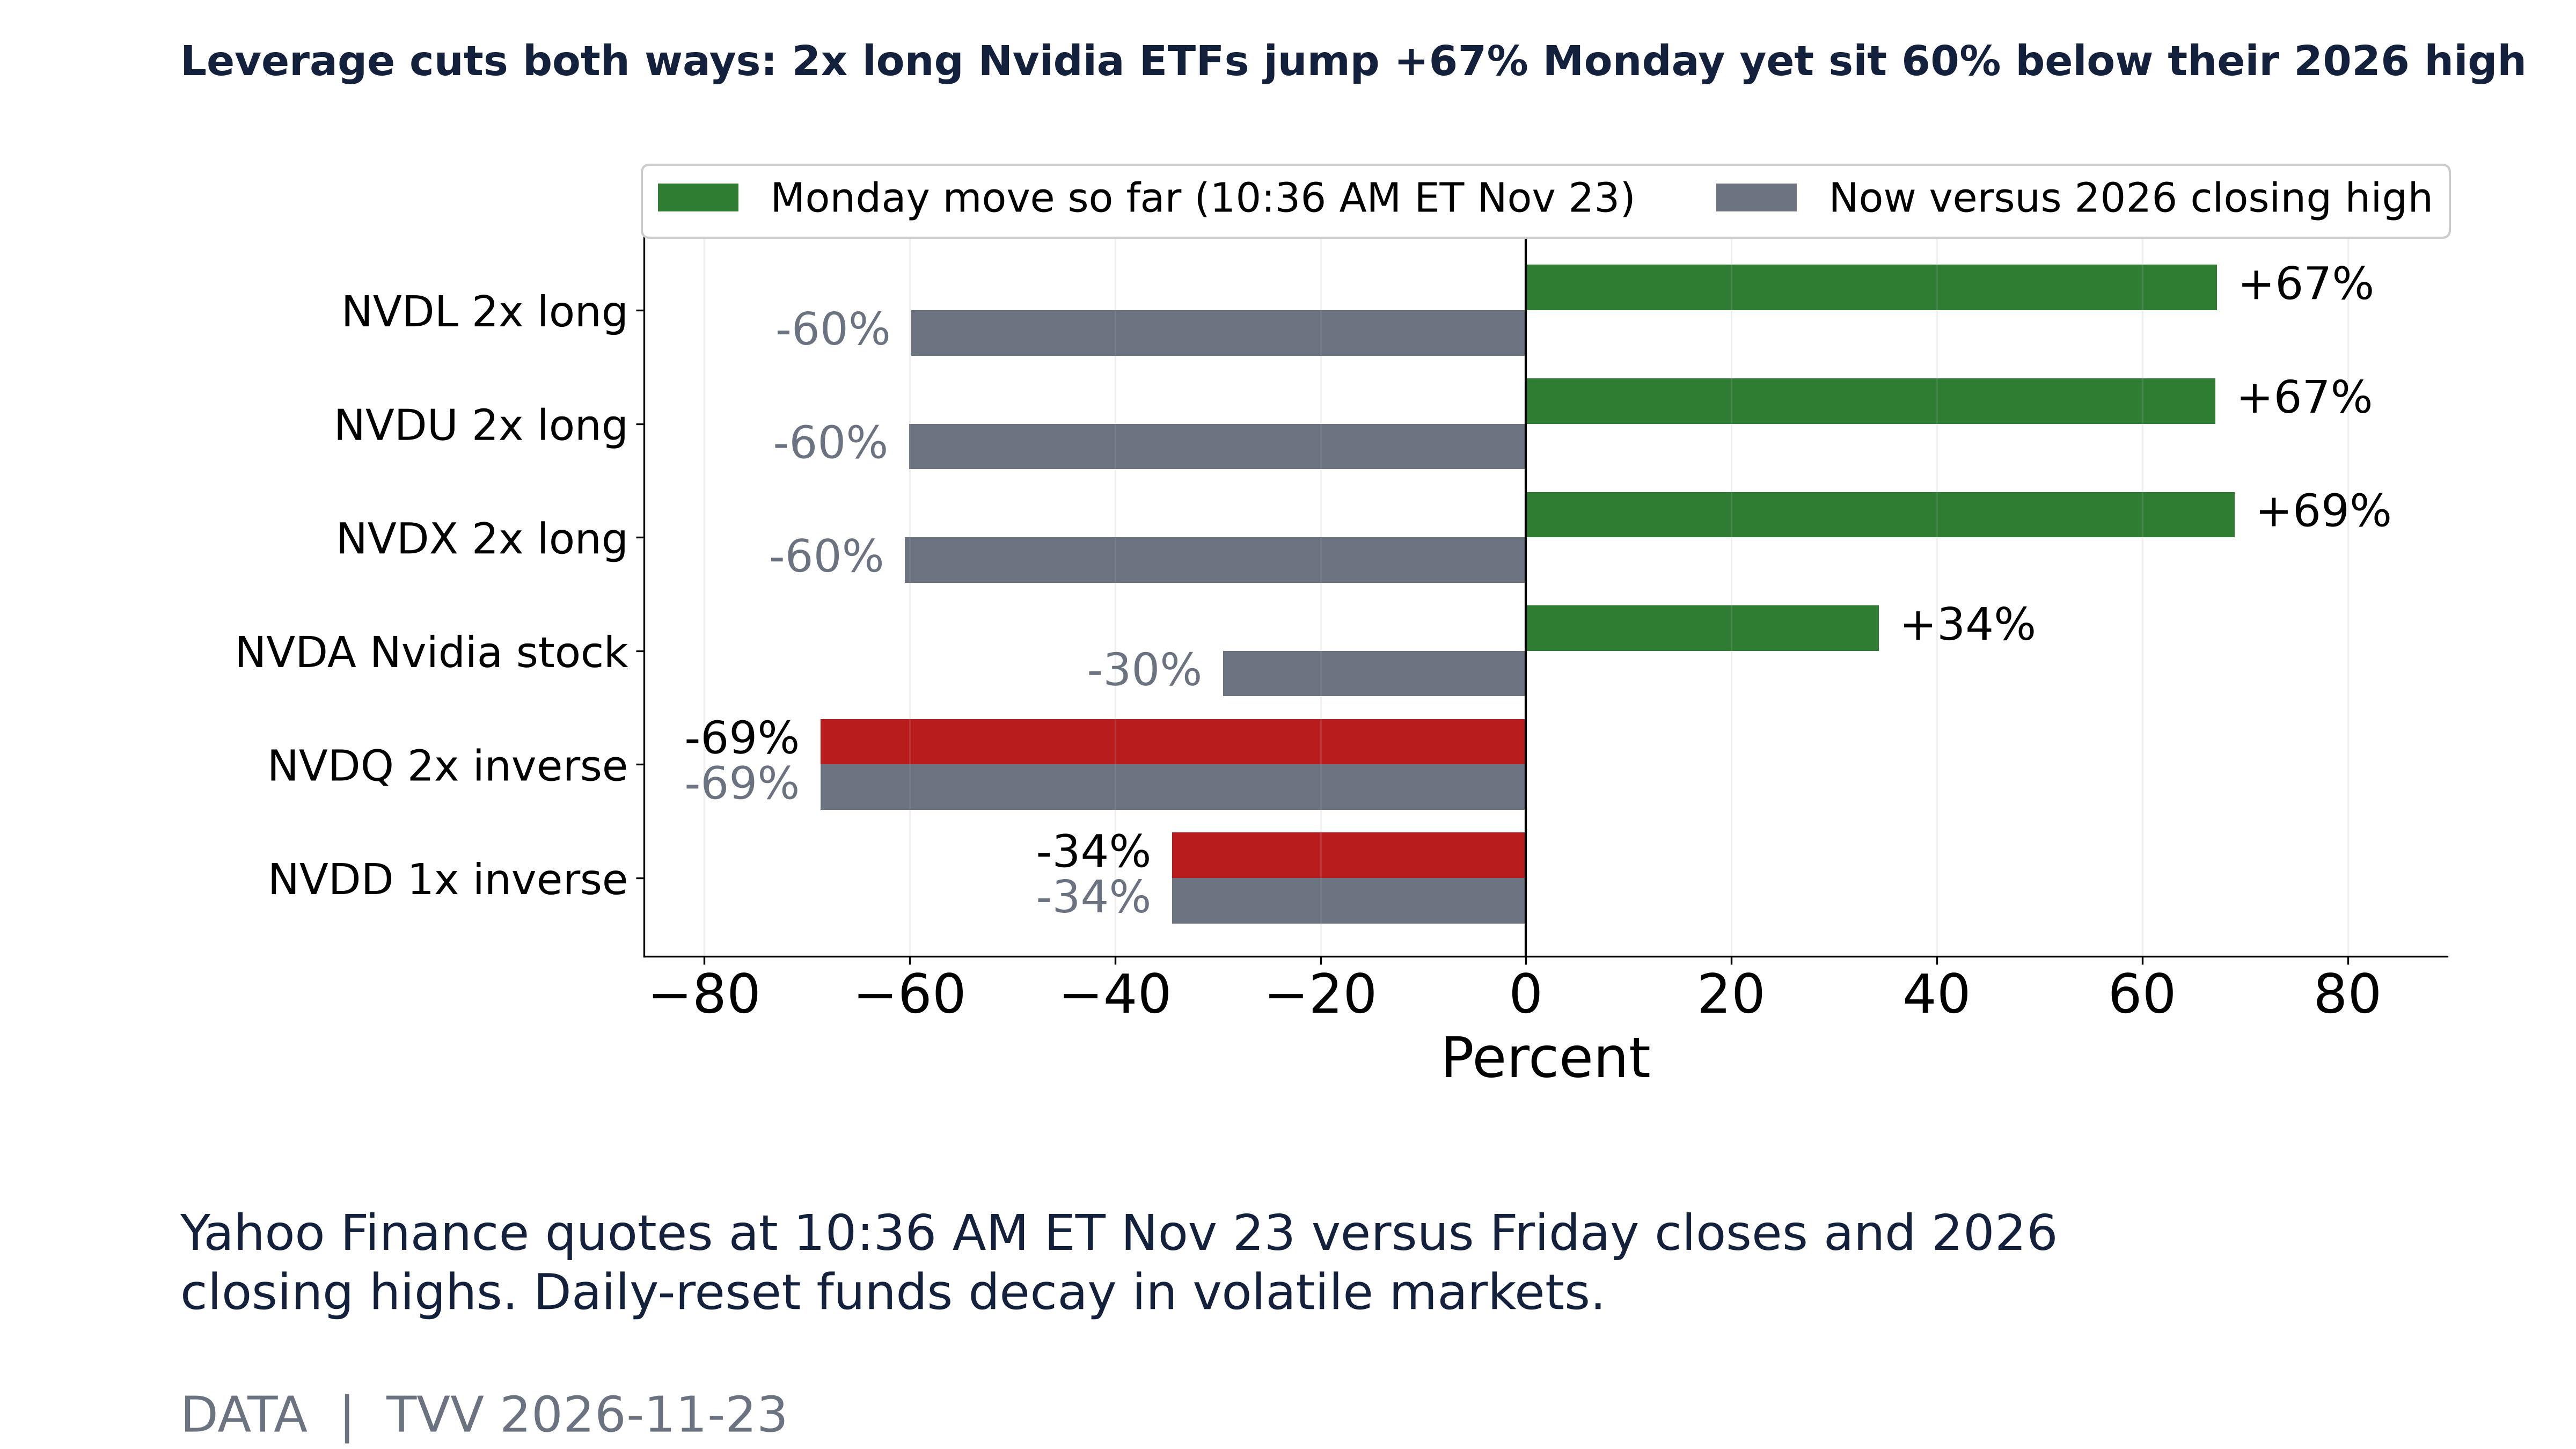 Leverage cuts both ways: 2x long Nvidia ETFs jump +67% Monday yet sit 60% below their 2026 high
Monday move so far (10:36 AM ET Nov 23)
Now versus 2026 closing high
NVDL 2x long
+67%
-60%
NVDU 2x long
+67%
-60%
NVDX 2x long
+69%
-60%
NVDA Nvidia stock
+34%
-30%
NVDQ 2x inverse
-69%
-69%
NVDD 1x inverse
-34%
-34%
−80 −60 −40 −20 0 20 40 60 80
Percent
Yahoo Finance quotes at 10:36 AM ET Nov 23 versus Friday closes and 2026
closing highs. Daily-reset funds decay in volatile markets.
DATA | TVV 2026-11-23